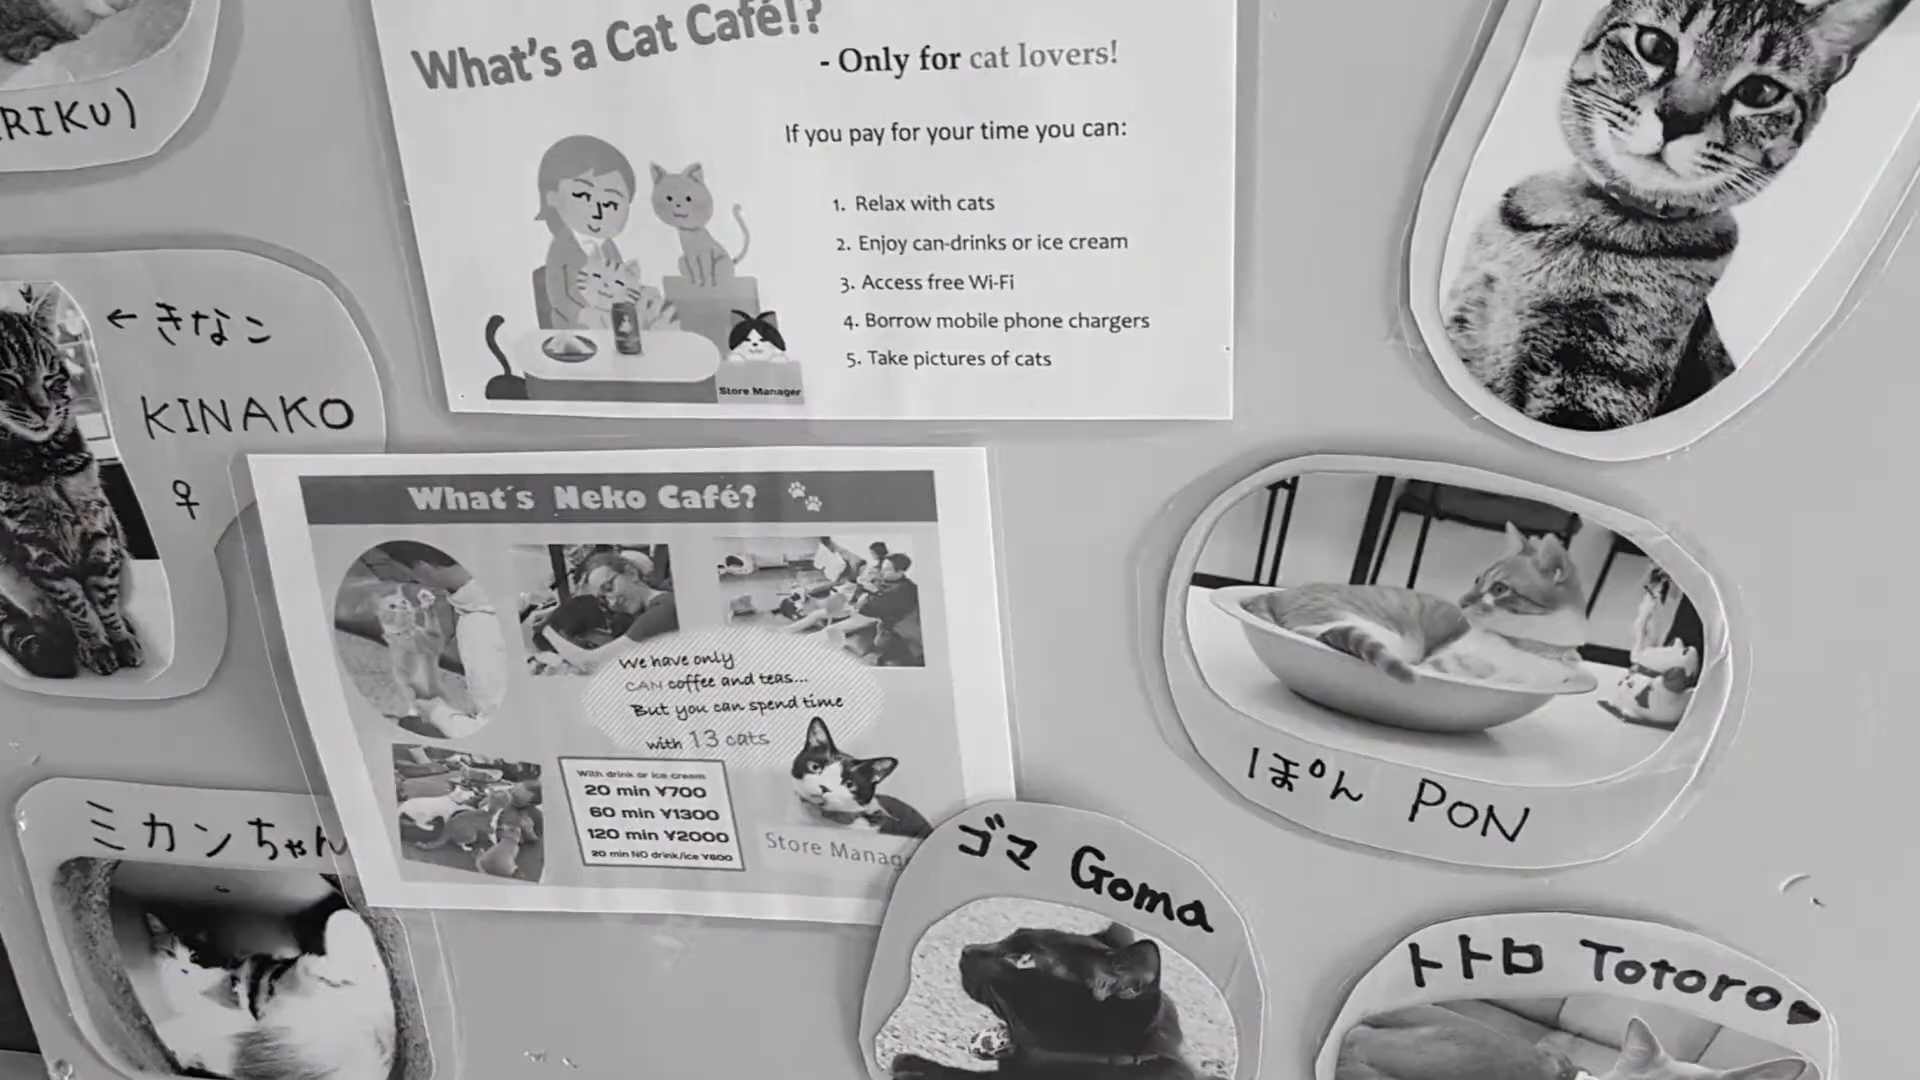 RIKU)
What's a Cat Café!?
- Only for cat lovers!
If you pay for your time you can:
1. Relax with cats
2. Enjoy can-drinks or ice cream
3. Access free Wi-Fi
4. Borrow mobile phone chargers
5. Take pictures of cats
Store Manager
←きなこ
KINAKO
♀
What's Neko Café?
We have only
CAN coffee and teas...
But you can spend time
with 13 cats
With drink or ice cream
20 min ¥700
60 min ¥1300
120 min ¥2000
20 min NO drink/ice ¥800
Store Manag
ぽん PON
ミカンちゃん
ゴマ Goma
トトロ Totoro♥